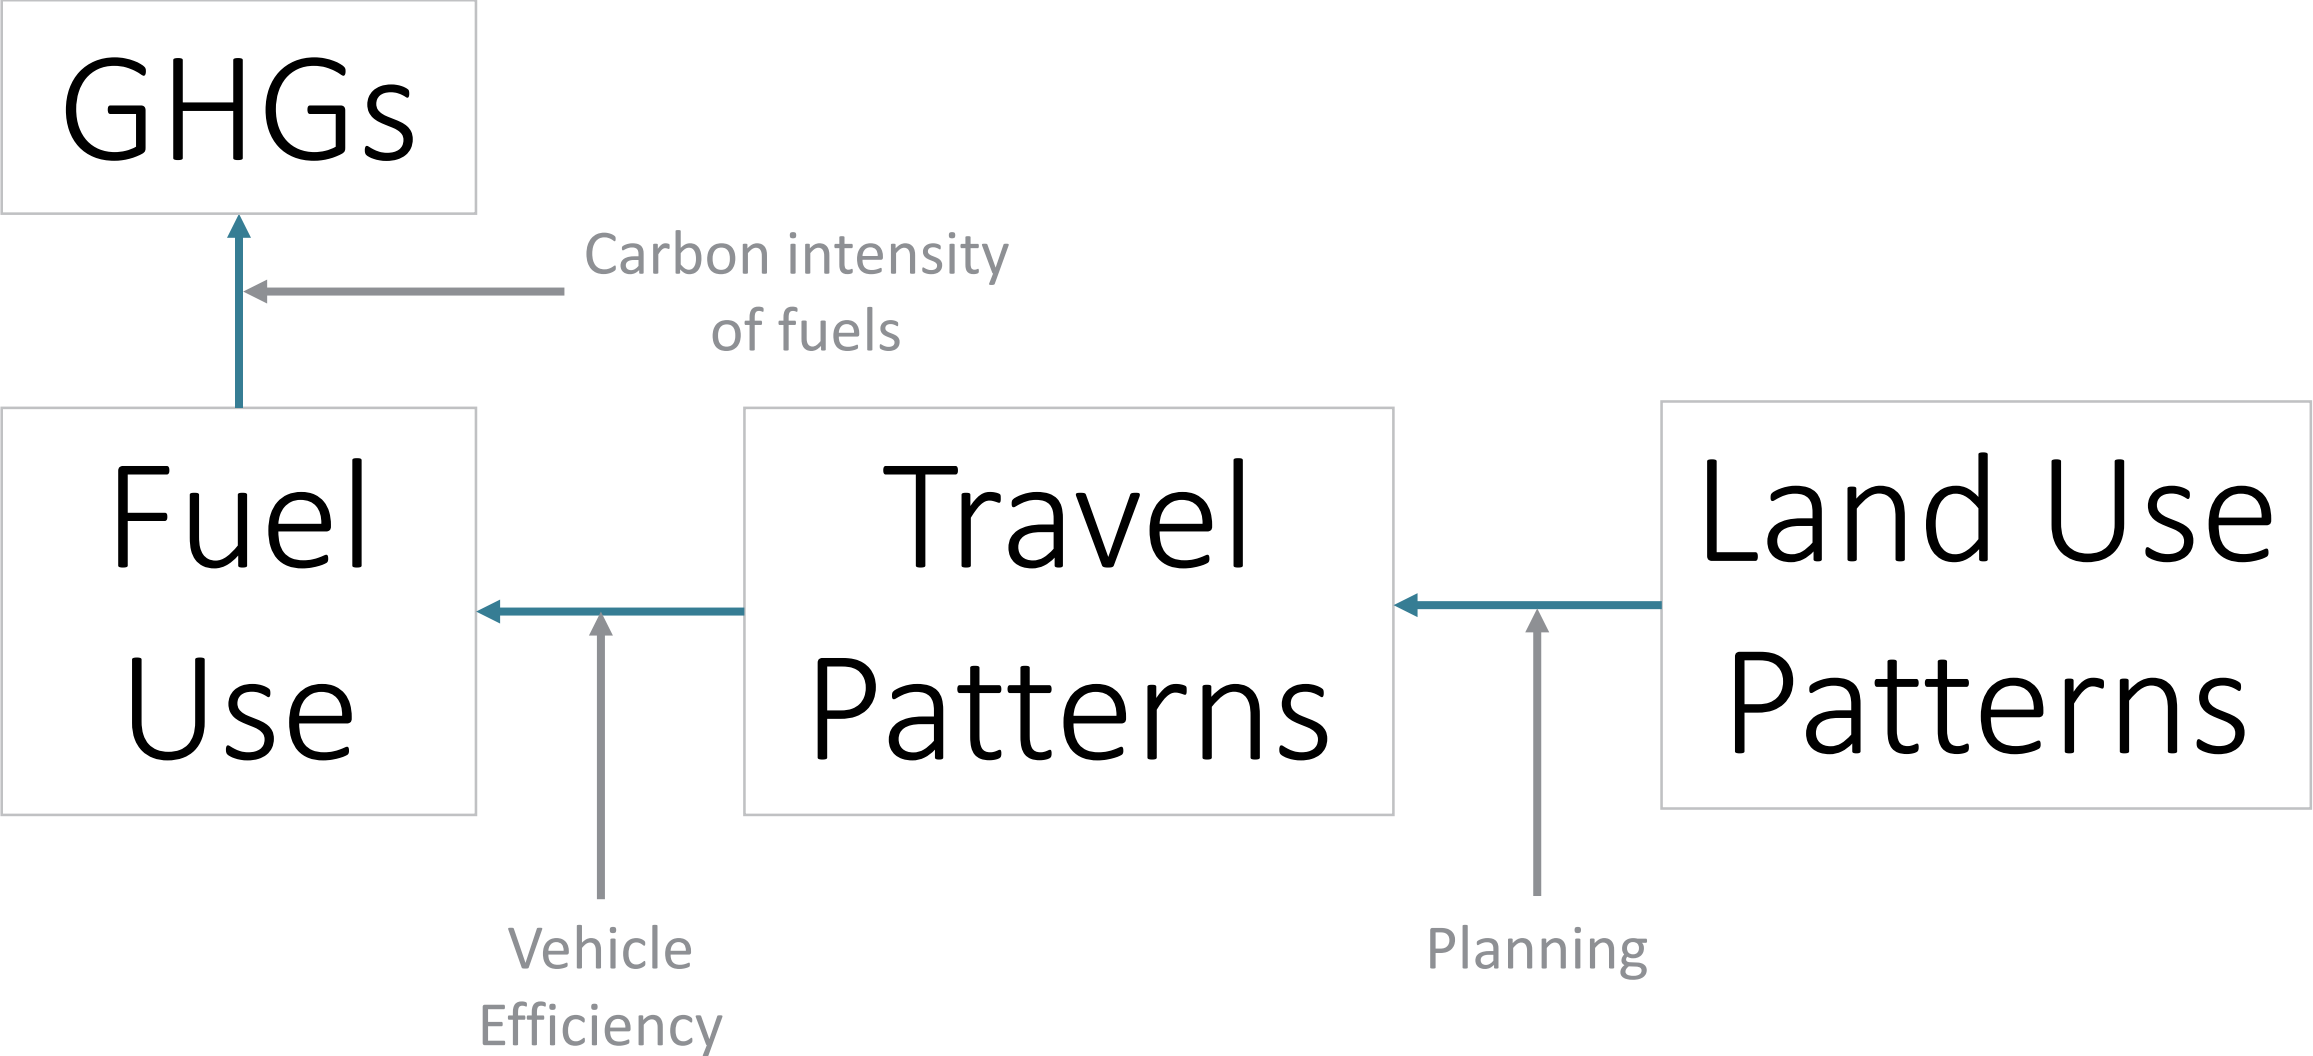 GHGs
Carbon intensity
of fuels
Fuel
Use
Travel
Patterns
Land Use
Patterns
Vehicle
Efficiency
Planning